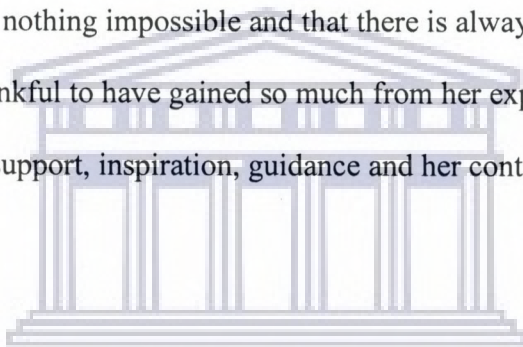 nothing impossible and that there is alway
nkful to have gained so much from her exp
support, inspiration, guidance and her cont